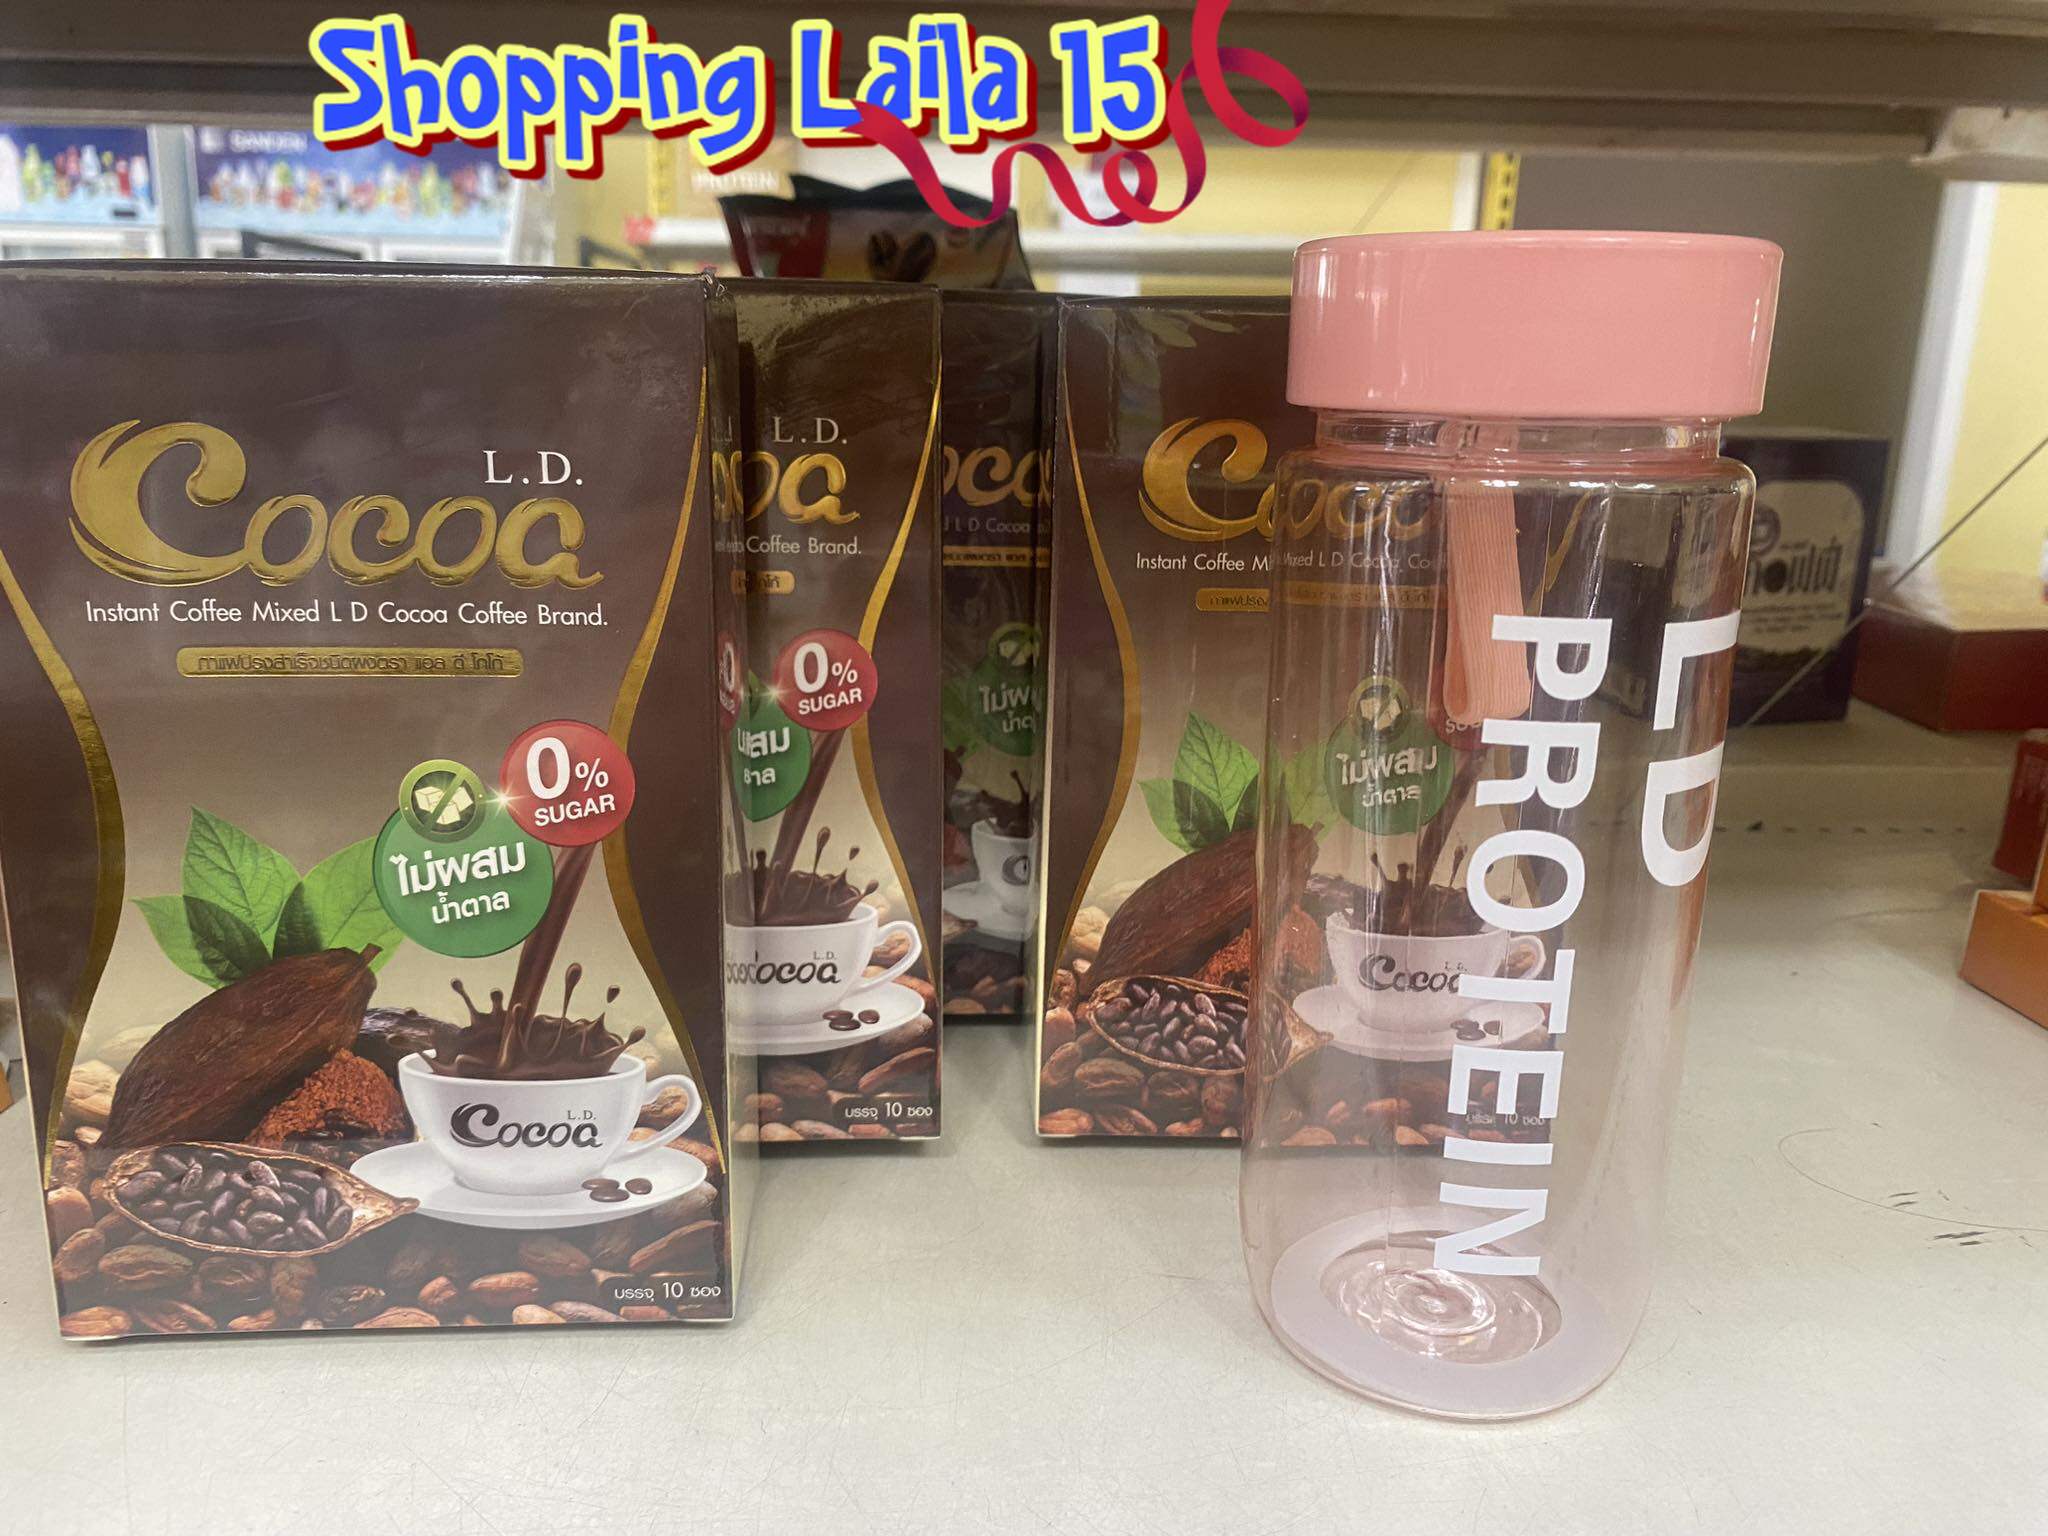 Shopping Laila 15
L.D.
Cocoa
Instant Coffee Mixed L D Cocoa Coffee Brand.
กาแฟปรุงสำเร็จชนิดผงตรา แอล ดี โกโก้
0%
SUGAR
ไม่ผสม
น้ำตาล
L.D.
Cocoa
บรรจุ 10 ซอง
L.D.
Coffee Brand.
0%
SUGAR
L.D.
Cocoa
บรรจุ 10 ซอง
Instant Coffee Mixed L D Cocoa
ไม่ผสม
น้ำตาล
Cocoa
LD
PROTEIN